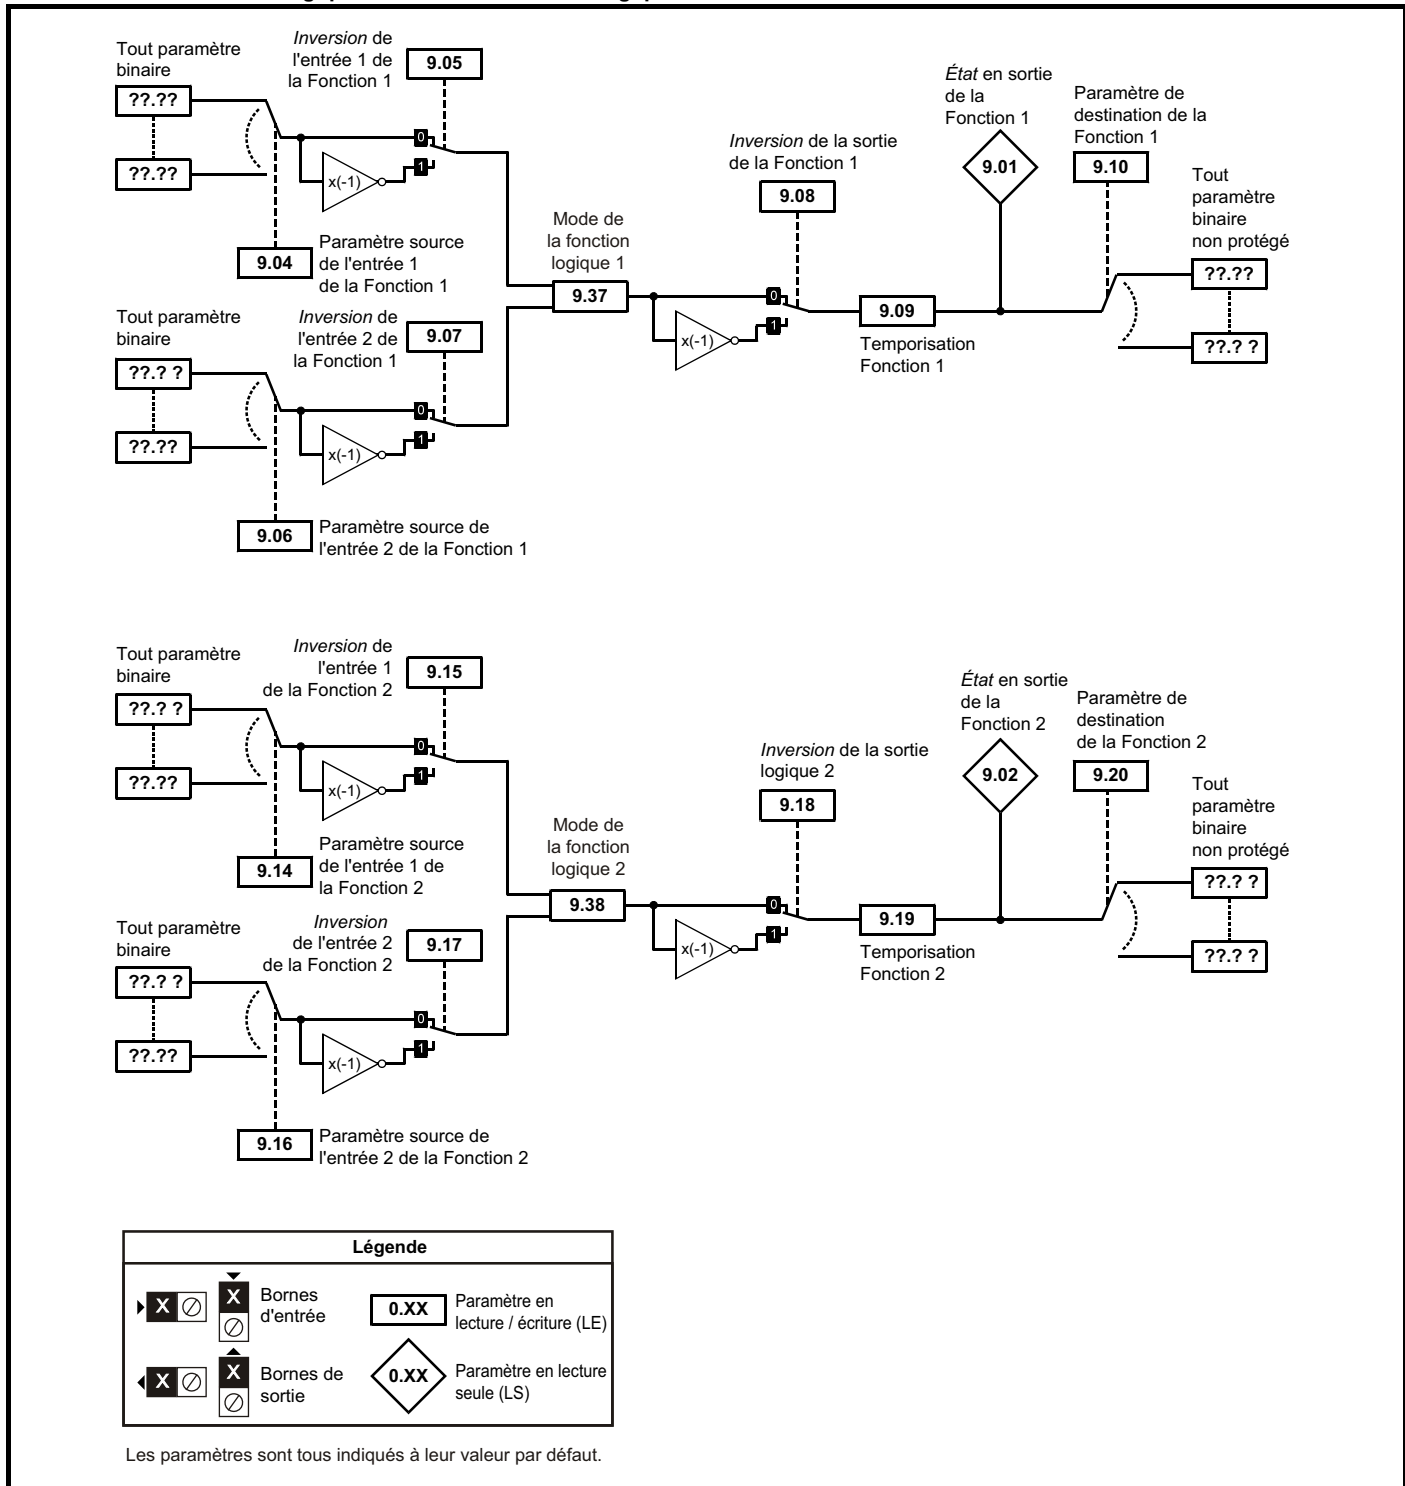 Tout paramètre
binaire
??.??
??.??
Inversion de
l'entrée 1 de
la Fonction 1
9.05
0
1
x(-1)
9.04
Paramètre source
de l'entrée 1
de la Fonction 1
Tout paramètre
binaire
??.? ?
??.??
Inversion de
l'entrée 2 de
la Fonction 1
9.07
0
1
x(-1)
9.06
Paramètre source de
l'entrée 2 de la Fonction 1
Mode de
la fonction
logique 1
9.37
x(-1)
Inversion de la sortie
de la Fonction 1
9.08
0
1
9.09
Temporisation
Fonction 1
État en sortie
de la
Fonction 1
9.01
Paramètre de
destination de la
Fonction 1
9.10
Tout
paramètre
binaire
non protégé
??.??
??.? ?
Tout paramètre
binaire
??.? ?
??.??
Inversion de
l'entrée 1
de la Fonction 2
9.15
0
1
x(-1)
9.14
Paramètre source
de l'entrée 1 de
la Fonction 2
Tout paramètre
binaire
??.? ?
??.??
Inversion
de l'entrée 2
de la Fonction 2
9.17
0
1
x(-1)
9.16
Paramètre source de
l'entrée 2 de la Fonction 2
Mode de
la fonction
logique 2
9.38
x(-1)
Inversion de la sortie
logique 2
9.18
0
1
9.19
Temporisation
Fonction 2
État en sortie
de la
Fonction 2
9.02
Paramètre de
destination
de la Fonction 2
9.20
Tout
paramètre
binaire
non protégé
??.? ?
??.? ?
Légende
X
X
Bornes
d'entrée
0.XX
Paramètre en
lecture / écriture (LE)
X
X
Bornes de
sortie
0.XX
Paramètre en lecture
seule (LS)
Les paramètres sont tous indiqués à leur valeur par défaut.